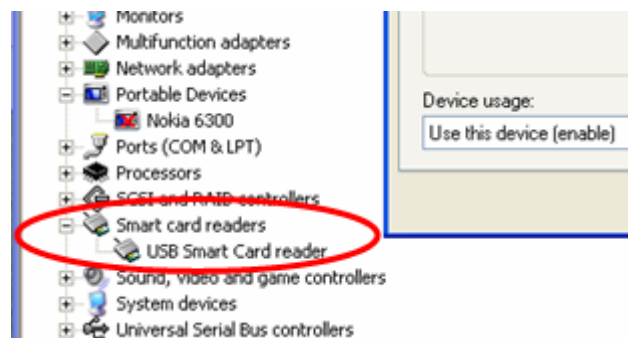 Monitors
Multifunction adapters
Network adapters
Portable Devices
Nokia 6300
Ports (COM & LPT)
Processors
SCSI and RAID controllers
Smart card readers
USB Smart Card reader
Sound, video and game controllers
System devices
Universal Serial Bus controllers
Device usage:
Use this device (enable)